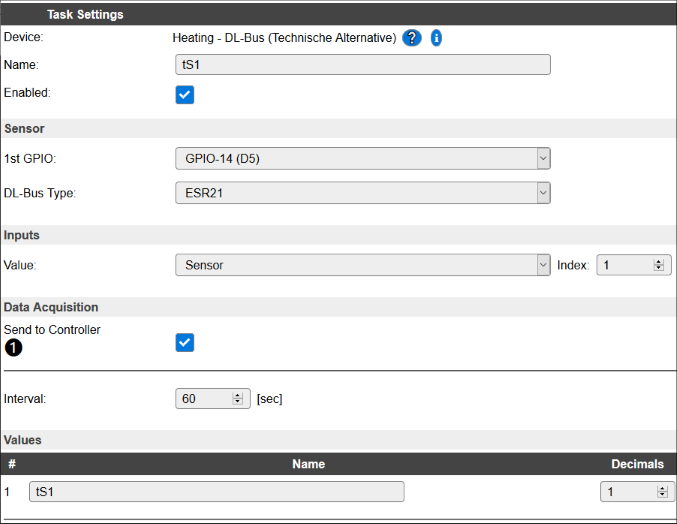 Task Settings
Device: Heating - DL-Bus (Technische Alternative) ? i
Name: tS1
Enabled:
Sensor
1st GPIO: GPIO-14 (D5)
DL-Bus Type: ESR21
Inputs
Value: Sensor Index: 1
Data Acquisition
Send to Controller
1
Interval: 60 [sec]
Values
# Name Decimals
1 tS1 1